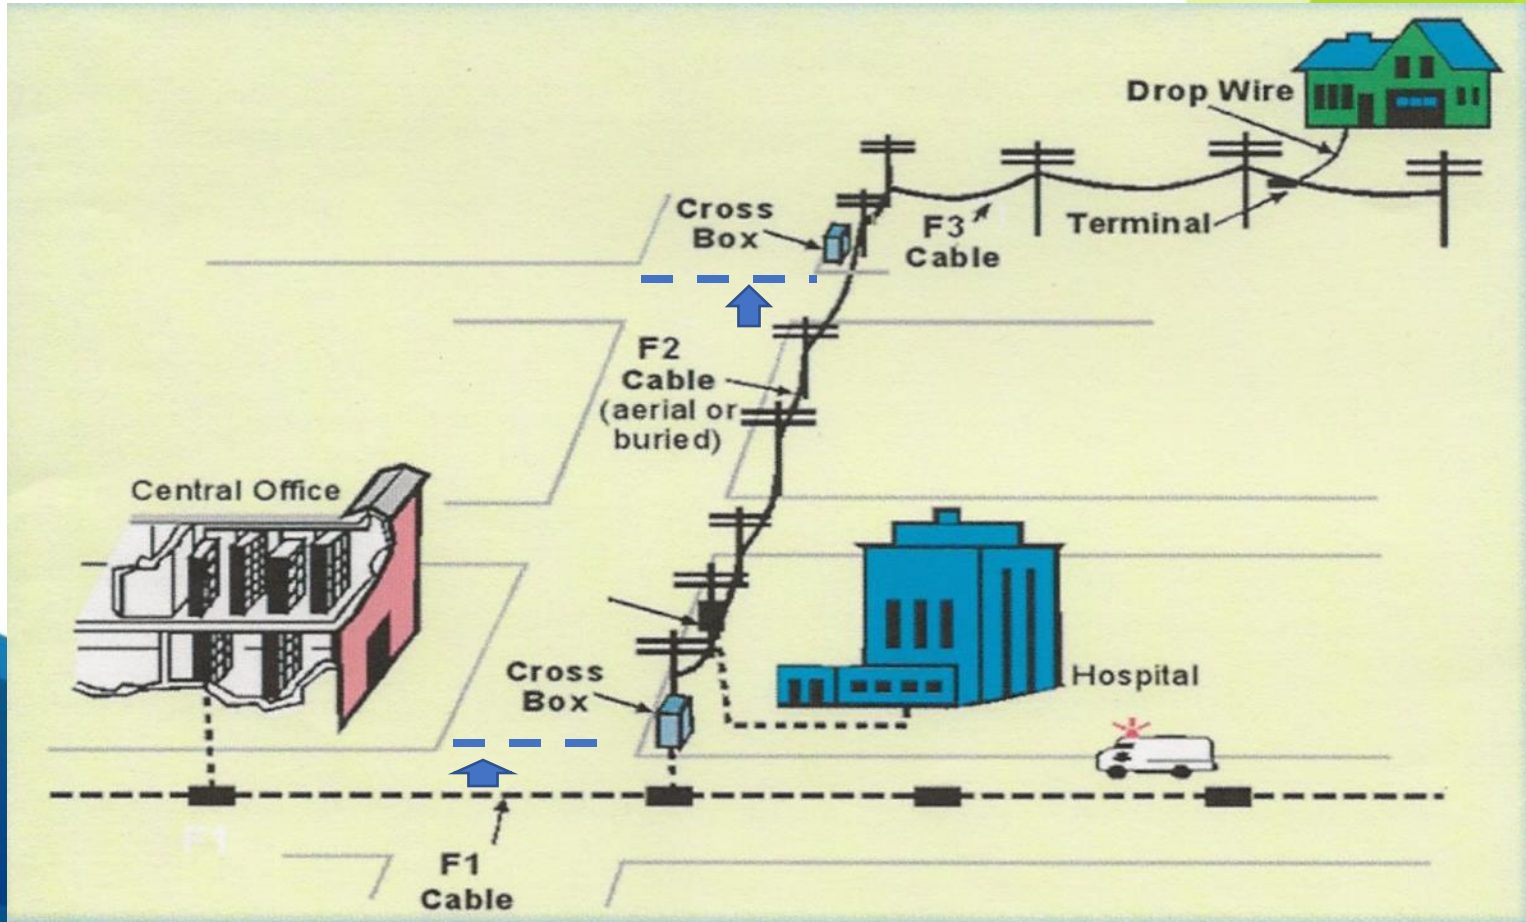 Drop Wire
Cross
Box
F3
Cable
Terminal
F2
Cable
(aerial or
buried)
Central Office
Cross
Box
Hospital
F1
F1
Cable